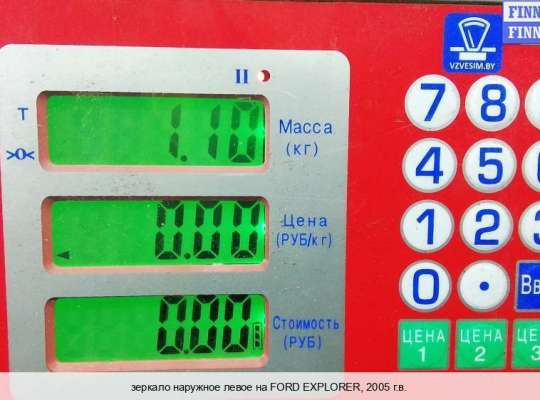 FINN
FINN
VZVESIM.BY
II
T
1.10
Масса
(кг)
>0<
0.00
Цена
(РУБ/кг)
0.00
Стоимость
(РУБ)
7 8
4 5 6
1 2 3
0 . Вв
ЦЕНА ЦЕНА ЦЕНА
1 2 3
зеркало наружное левое на FORD EXPLORER, 2005 г.в.